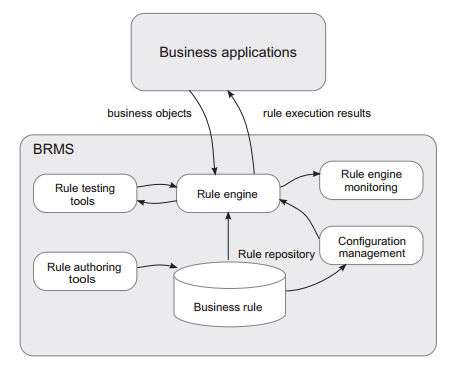 Business applications
business objects
rule execution results
BRMS
Rule testing
tools
Rule engine
Rule engine
monitoring
Configuration
management
Rule repository
Rule authoring
tools
Business rule